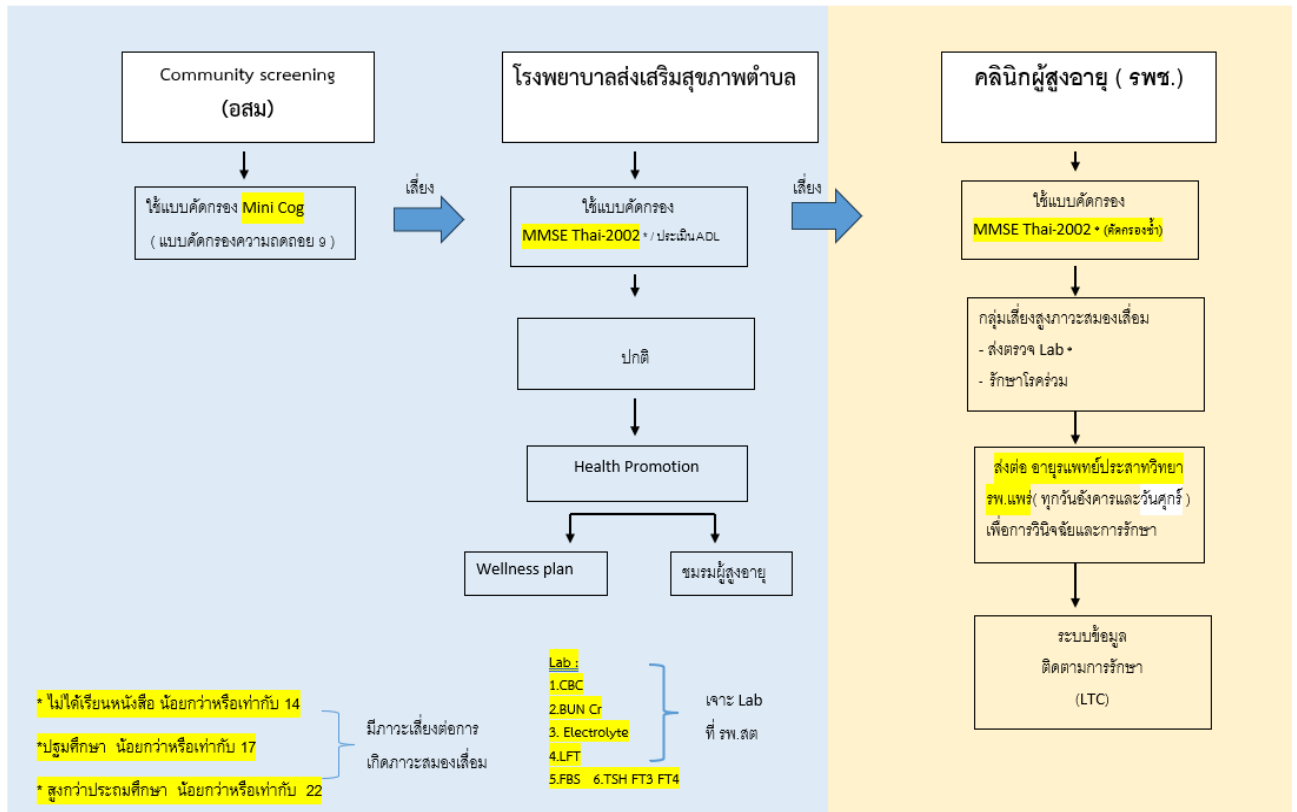 Community screening
(อสม)
ใช้แบบคัดกรอง Mini Cog
( แบบคัดกรองความถดถอย 9 )
เสี่ยง
โรงพยาบาลส่งเสริมสุขภาพตำบล
ใช้แบบคัดกรอง
MMSE Thai-2002 * / ประเมิน ADL
ปกติ
Health Promotion
Wellness plan
ชมรมผู้สูงอายุ
เสี่ยง
คลินิกผู้สูงอายุ ( รพช.)
ใช้แบบคัดกรอง
MMSE Thai-2002 * (คัดกรองซ้ำ)
กลุ่มเสี่ยงสูงภาวะสมองเสื่อม
- ส่งตรวจ Lab *
- รักษาโรคร่วม
ส่งต่อ อายุรแพทย์ประสาทวิทยา
รพ.แพร่( ทุกวันอังคารและวันศุกร์ )
เพื่อการวินิจฉัยและการรักษา
ระบบข้อมูล
ติดตามการรักษา
(LTC)
* ไม่ได้เรียนหนังสือ น้อยกว่าหรือเท่ากับ 14
*ปฐมศึกษา น้อยกว่าหรือเท่ากับ 17
* สูงกว่าประถมศึกษา น้อยกว่าหรือเท่ากับ 22
มีภาวะเสี่ยงต่อการ
เกิดภาวะสมองเสื่อม
Lab :
1.CBC
2.BUN Cr
3. Electrolyte
4.LFT
5.FBS 6.TSH FT3 FT4
เจาะ Lab
ที่ รพ.สต